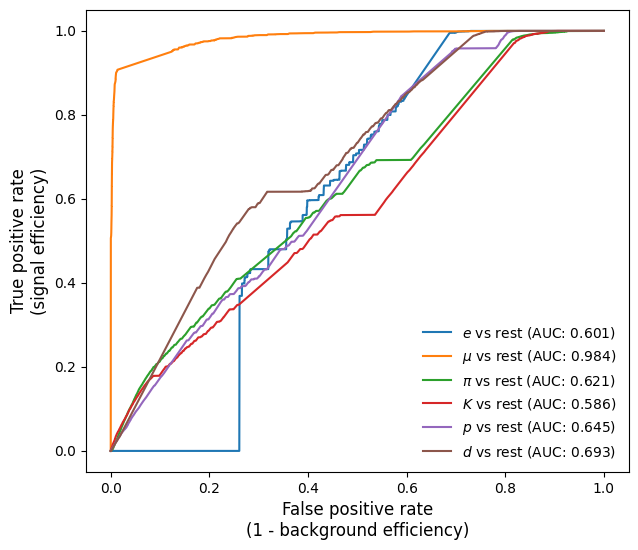 True positive rate
(signal efficiency)
1.0
0.8
0.6
0.4
0.2
0.0
e vs rest (AUC: 0.601)
μ vs rest (AUC: 0.984)
π vs rest (AUC: 0.621)
K vs rest (AUC: 0.586)
p vs rest (AUC: 0.645)
d vs rest (AUC: 0.693)
0.0 0.2 0.4 0.6 0.8 1.0
False positive rate
(1 - background efficiency)